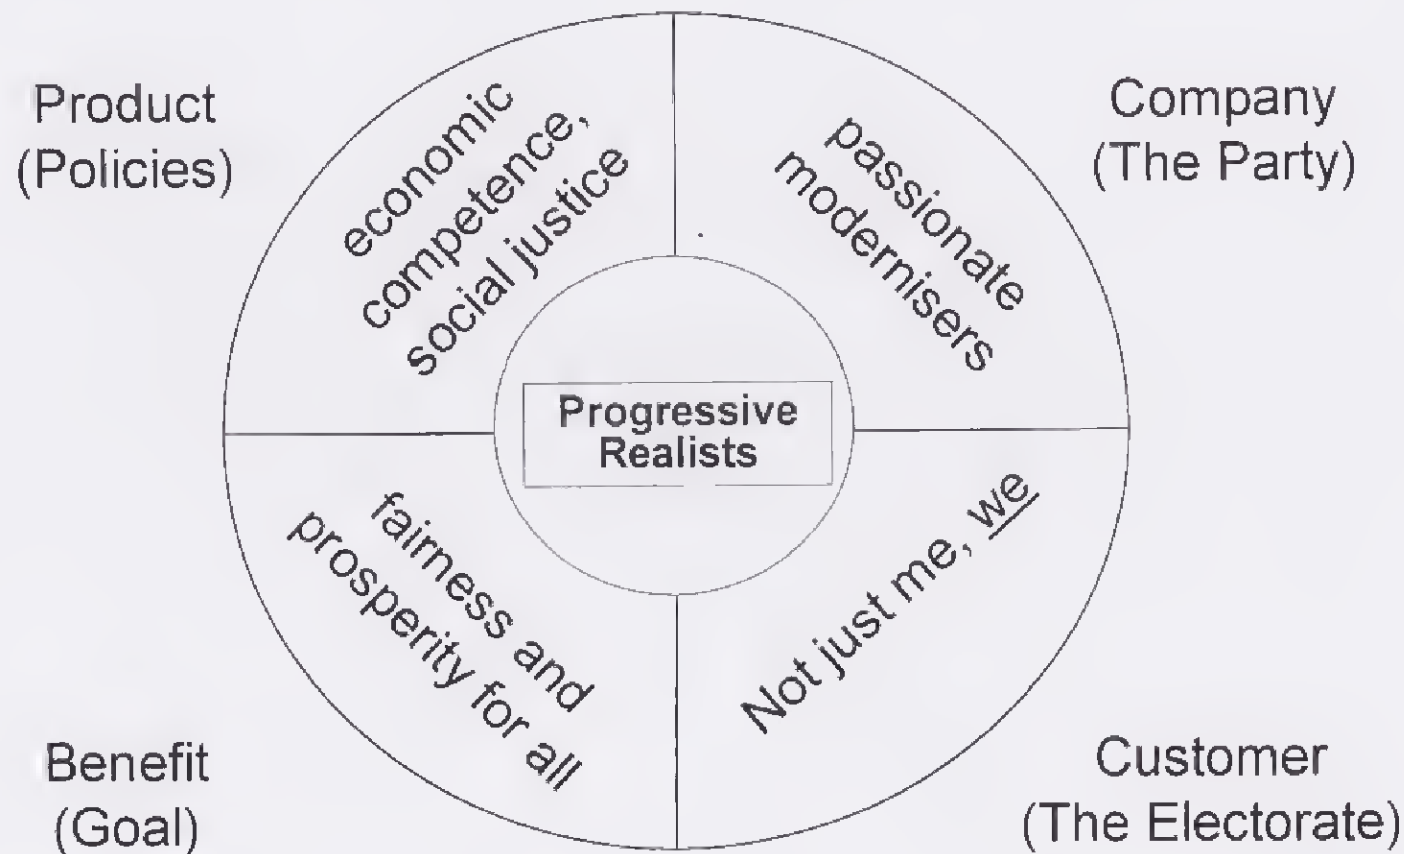 Product
(Policies)
economic
competence,
social justice
Company
(The Party)
passionate
modernisers
Progressive
Realists
Benefit
(Goal)
fairness and
prosperity for all
Customer
(The Electorate)
Not just me, we